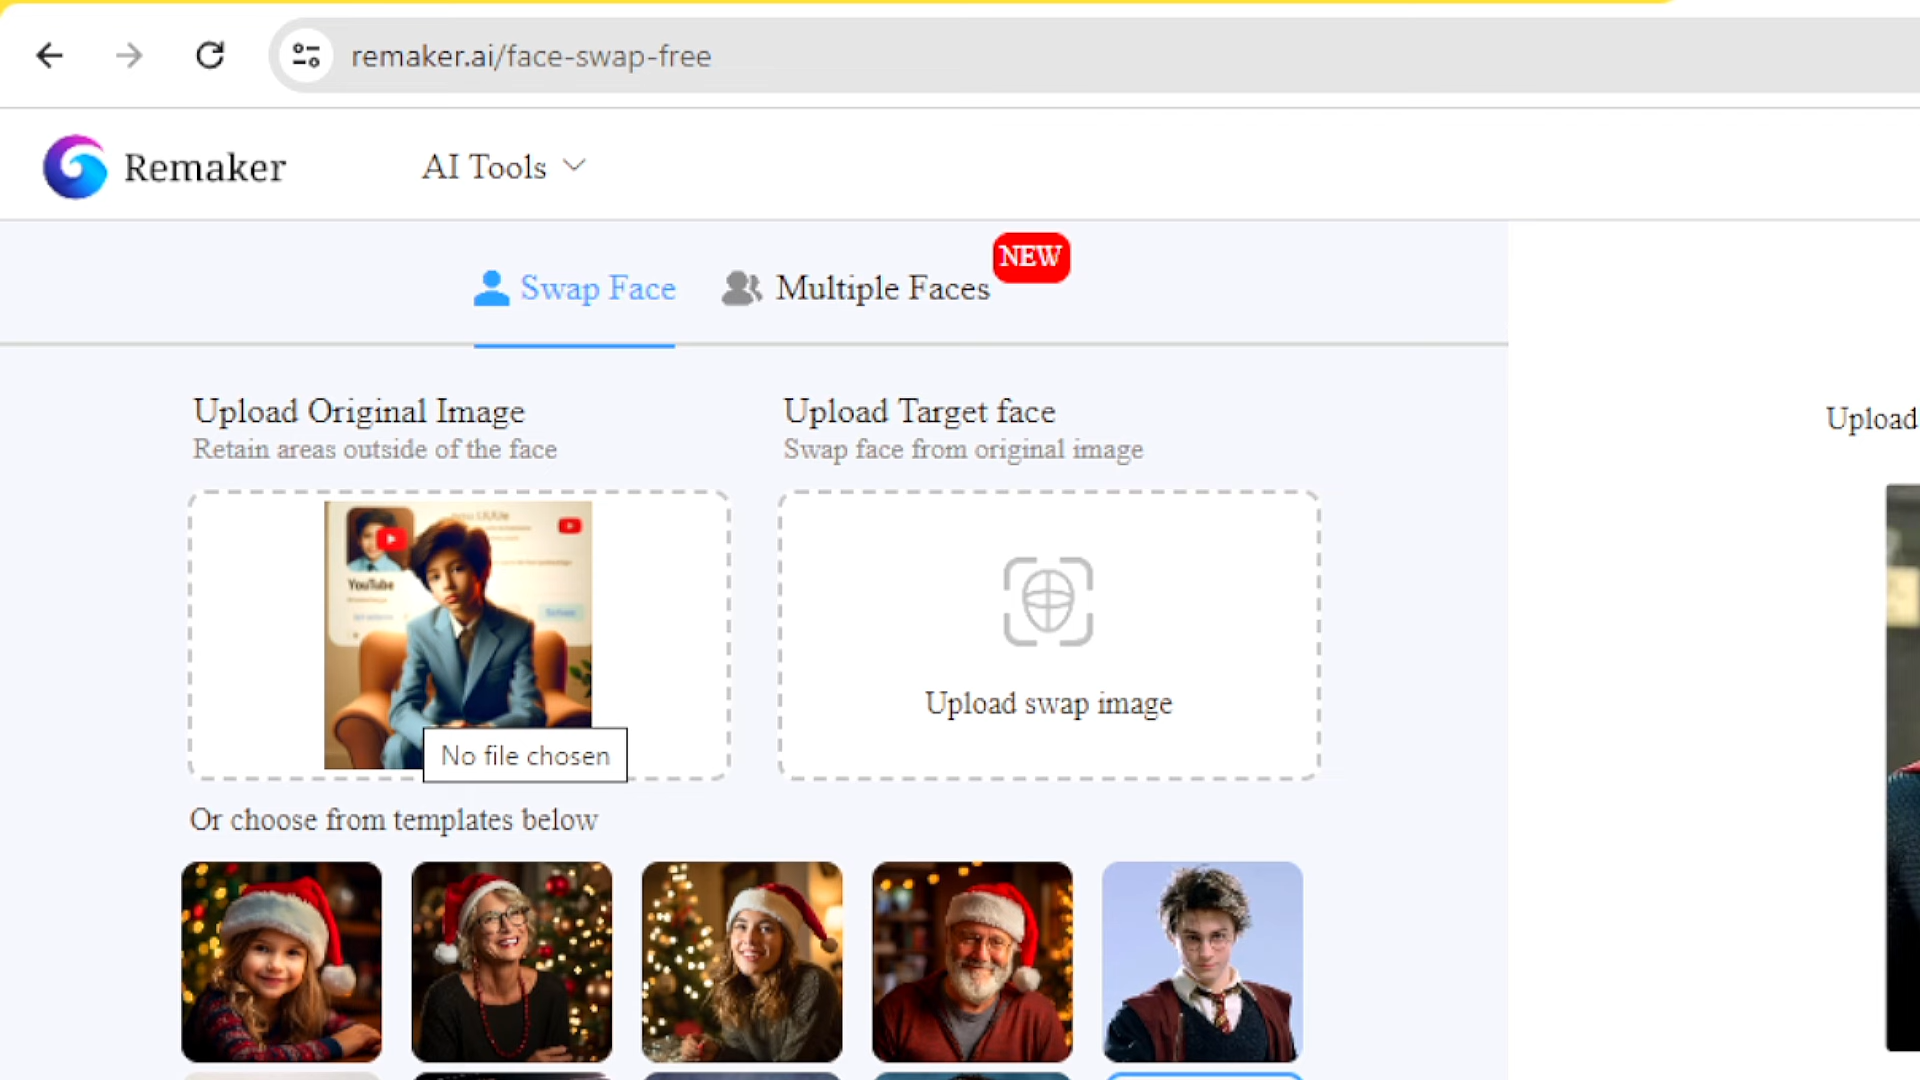 remaker.ai/face-swap-free
Remaker
AI Tools
Swap Face
Multiple Faces
NEW
Upload Original Image
Retain areas outside of the face
Upload Target face
Swap face from original image
Upload
YouTube
Upload swap image
No file chosen
Or choose from templates below